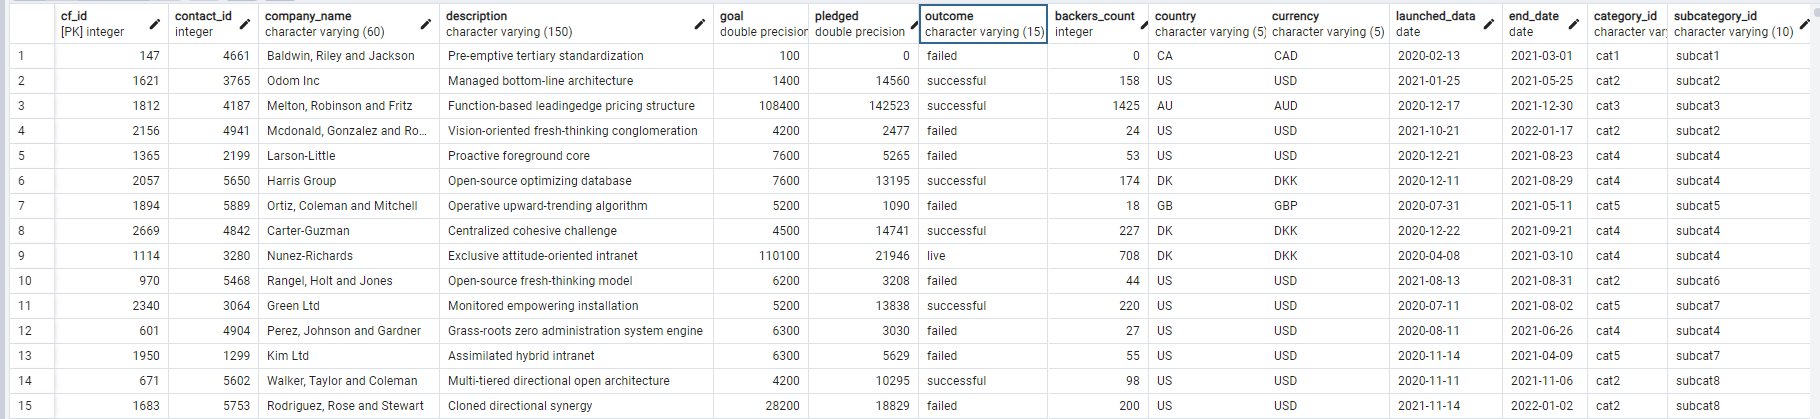 cf_id contact_id company_name description goal pledged outcome backers_count country currency launched_data end_date category_id subcategory_id
[PK] integer integer character varying (60) character varying (150) double precision double precision character varying (15) integer character varying (5) character varying (5) date date character var character varying (10)
1 147 4661 Baldwin, Riley and Jackson Pre-emptive tertiary standardization 100 0 failed 0 CA CAD 2020-02-13 2021-03-01 cat1 subcat1
2 1621 3765 Odom Inc Managed bottom-line architecture 1400 14560 successful 158 US USD 2021-01-25 2021-05-25 cat2 subcat2
3 1812 4187 Melton, Robinson and Fritz Function-based leadingedge pricing structure 108400 142523 successful 1425 AU AUD 2020-12-17 2021-12-30 cat3 subcat3
4 2156 4941 Mcdonald, Gonzalez and Ro... Vision-oriented fresh-thinking conglomeration 4200 2477 failed 24 US USD 2021-10-21 2022-01-17 cat2 subcat2
5 1365 2199 Larson-Little Proactive foreground core 7600 5265 failed 53 US USD 2020-12-21 2021-08-23 cat4 subcat4
6 2057 5650 Harris Group Open-source optimizing database 7600 13195 successful 174 DK DKK 2020-12-11 2021-08-29 cat4 subcat4
7 1894 5889 Ortiz, Coleman and Mitchell Operative upward-trending algorithm 5200 1090 failed 18 GB GBP 2020-07-31 2021-05-11 cat5 subcat5
8 2669 4842 Carter-Guzman Centralized cohesive challenge 4500 14741 successful 227 DK DKK 2020-12-22 2021-09-21 cat4 subcat4
9 1114 3280 Nunez-Richards Exclusive attitude-oriented intranet 110100 21946 live 708 DK DKK 2020-04-08 2021-03-10 cat4 subcat4
10 970 5468 Rangel, Holt and Jones Open-source fresh-thinking model 6200 3208 failed 44 US USD 2021-08-13 2021-08-31 cat2 subcat6
11 2340 3064 Green Ltd Monitored empowering installation 5200 13838 successful 220 US USD 2020-07-11 2021-08-02 cat5 subcat7
12 601 4904 Perez, Johnson and Gardner Grass-roots zero administration system engine 6300 3030 failed 27 US USD 2020-08-11 2021-06-26 cat4 subcat4
13 1950 1299 Kim Ltd Assimilated hybrid intranet 6300 5629 failed 55 US USD 2020-11-14 2021-04-09 cat5 subcat7
14 671 5602 Walker, Taylor and Coleman Multi-tiered directional open architecture 4200 10295 successful 98 US USD 2020-11-11 2021-11-06 cat2 subcat8
15 1683 5753 Rodriguez, Rose and Stewart Cloned directional synergy 28200 18829 failed 200 US USD 2021-11-14 2022-01-02 cat2 subcat8